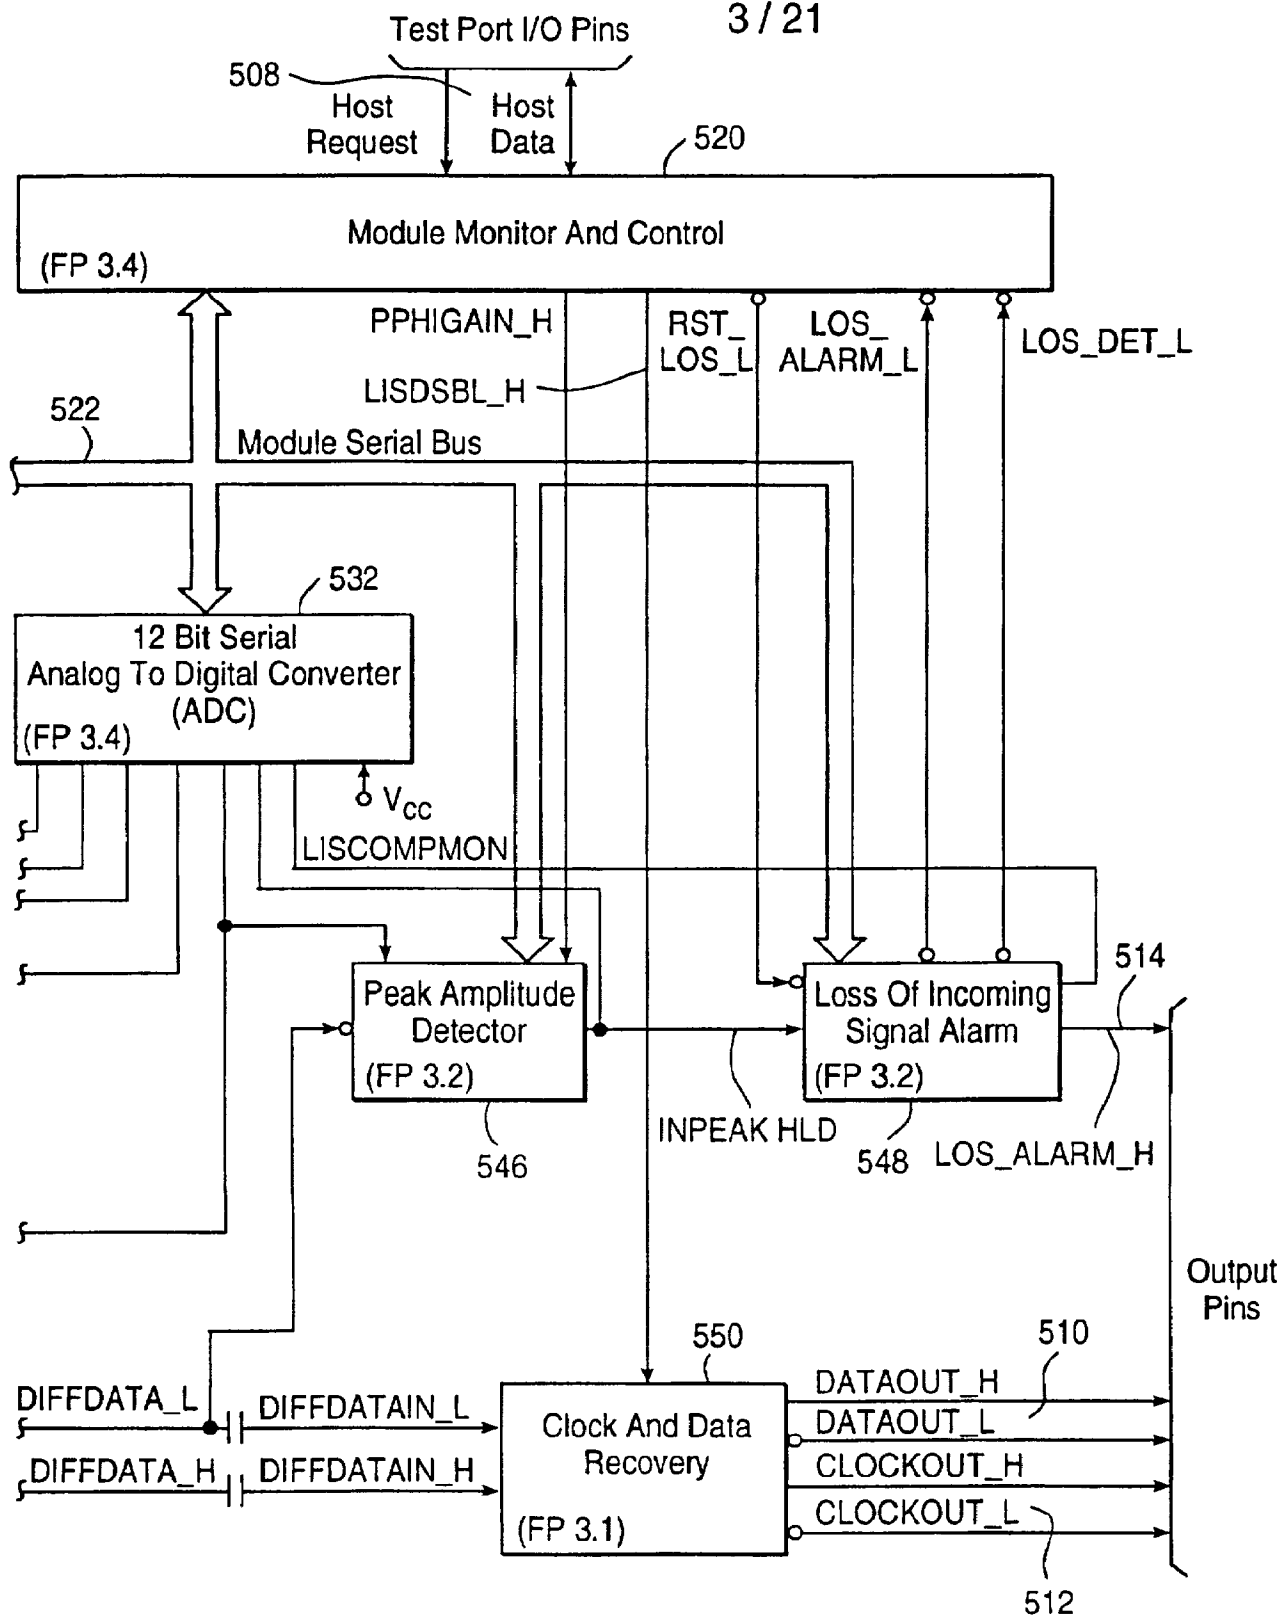 3 / 21
Test Port I/O Pins
508
Host
Request
Host
Data
520
Module Monitor And Control
(FP 3.4)
PPHIGAIN_H
RST_
LOS_L
LOS_
ALARM_L
LOS_DET_L
LISDSBL_H
522
Module Serial Bus
532
12 Bit Serial
Analog To Digital Converter
(ADC)
(FP 3.4)
VCC
LISCOMPMON
Peak Amplitude
Detector
(FP 3.2)
546
INPEAK HLD
Loss Of Incoming
Signal Alarm
(FP 3.2)
548
514
LOS_ALARM_H
Output
Pins
550
510
DIFFDATA_L
DIFFDATAIN_L
DIFFDATA_H
DIFFDATAIN_H
Clock And Data
Recovery
(FP 3.1)
DATAOUT_H
DATAOUT_L
CLOCKOUT_H
CLOCKOUT_L
512